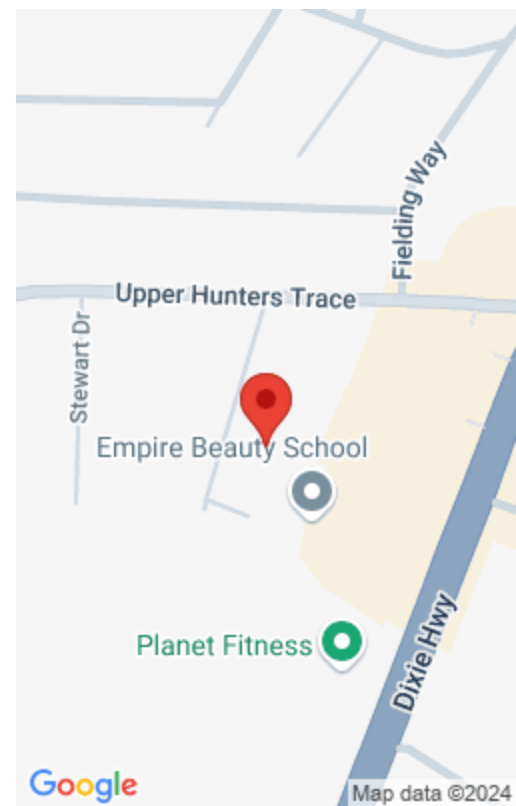 Fielding Way
Upper Hunters Trace
Stewart Dr
Empire Beauty School
Planet Fitness
Dixie Hwy
Google
Map data ©2024